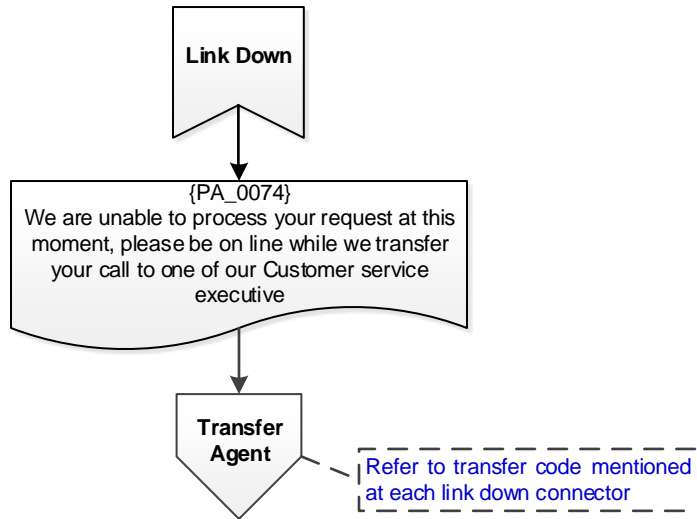 Link Down
{PA_0074}
We are unable to process your request at this
moment, please be on line while we transfer
your call to one of our Customer service
executive
Transfer
Agent
Refer to transfer code mentioned
at each link down connector